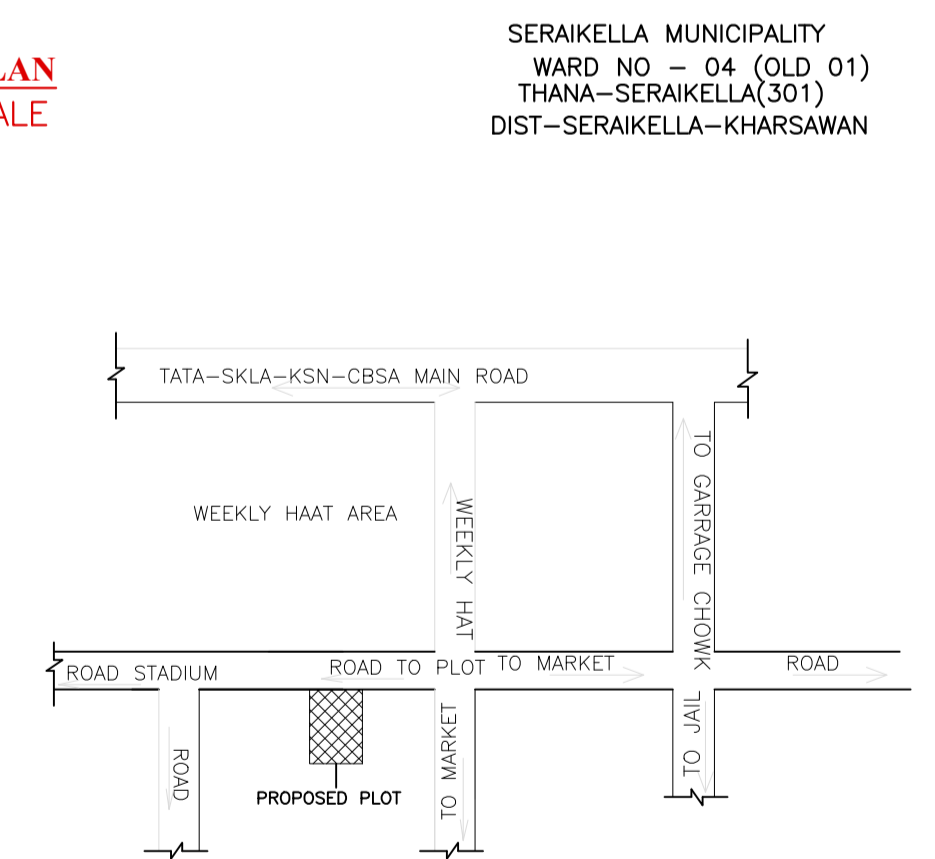 LAN
ALE
SERAIKELLA MUNICIPALITY
WARD NO - 04 (OLD 01)
THANA-SERAIKELLA(301)
DIST-SERAIKELLA-KHARSAWAN
TATA-SKLA-KSN-CBSA MAIN ROAD
WEEKLY HAAT AREA
WEEKLY HAT
TO GARRAGE CHOWK
ROAD STADIUM
ROAD TO PLOT
TO MARKET
ROAD
ROAD
PROPOSED PLOT
TO MARKET
TO JAIL